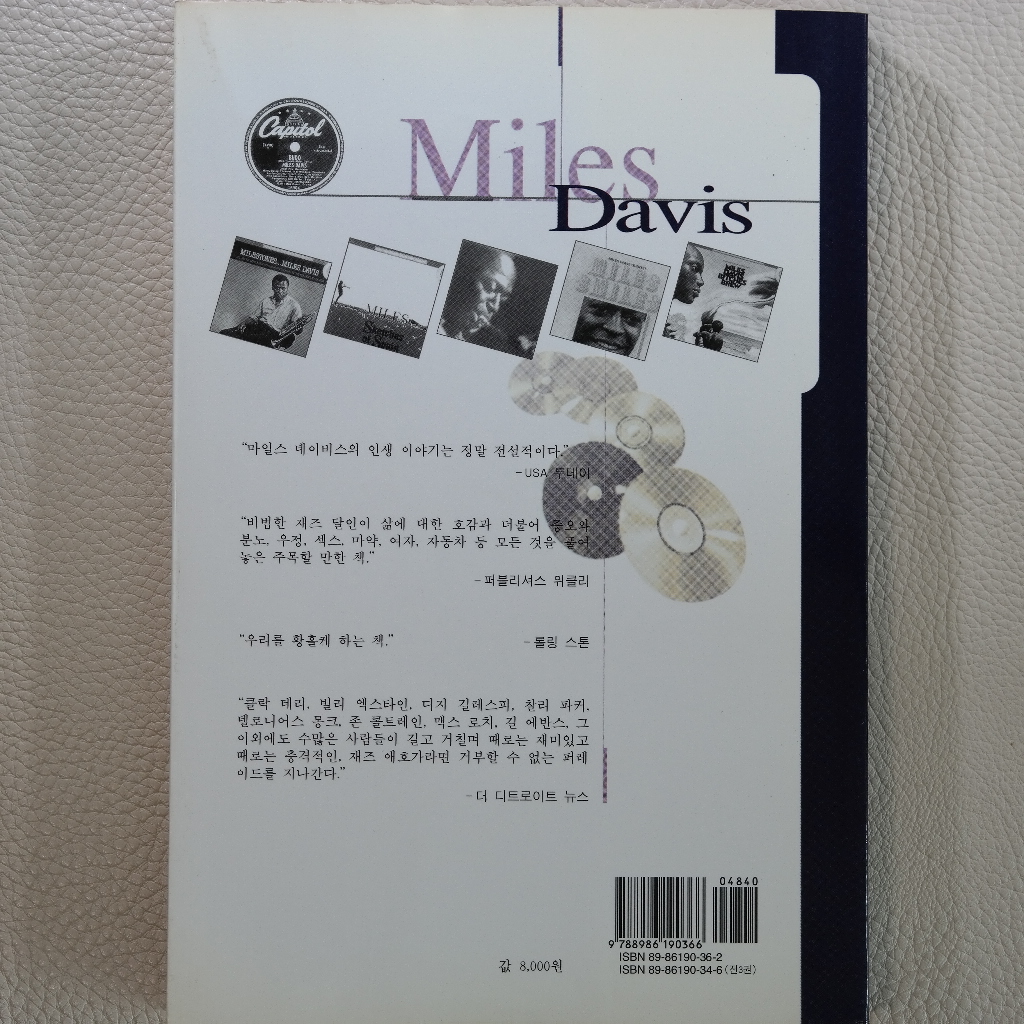 Capitol
BUDO
MILES DAVIS
Miles
Davis
MILESTONES..MILES DAVIS
MILES
MILES
SMILES
“마일스 데이비스의 인생 이야기는 정말 전설적이다.”
-USA 투데이
“비범한 재즈 달인이 삶에 대한 호감과 더불어 증오와
분노, 우정, 섹스, 마약, 여자, 자동차 등 모든 것을 풀어
놓은 주목할 만한 책.”
-퍼블리셔스 위클리
“우리를 황홀케 하는 책.” -롤링 스톤
“클락 테리, 빌리 엑스타인, 디지 길레스피, 찰리 파커,
델로니어스 몽크, 존 콜트레인, 맥스 로치, 길 에반스, 그
이외에도 수많은 사람들이 길고 거칠며 때로는 재미있고
때로는 충격적인, 재즈 애호가라면 거부할 수 없는 퍼레
이드를 지나간다.”
-더 디트로이트 뉴스
04840
9 788986 190366
ISBN 89-86190-36-2
ISBN 89-86190-34-6(전3권)
값 8,000원